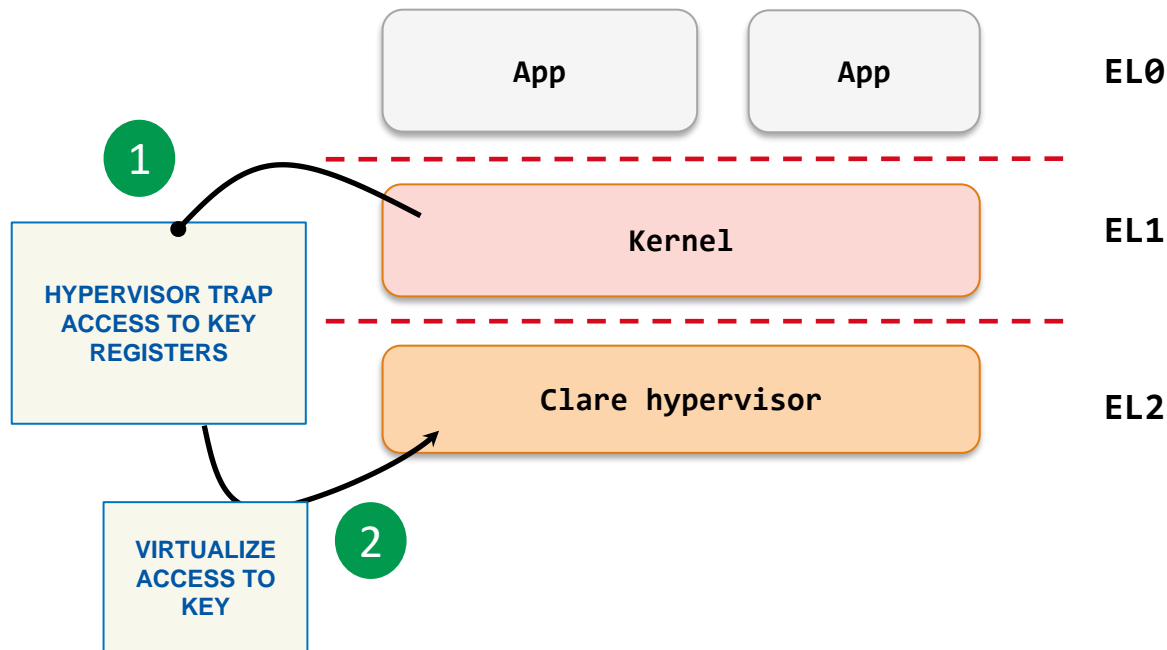 App
App
EL0
1
Kernel
EL1
HYPERVISOR TRAP
ACCESS TO KEY
REGISTERS
Clare hypervisor
EL2
2
VIRTUALIZE
ACCESS TO
KEY